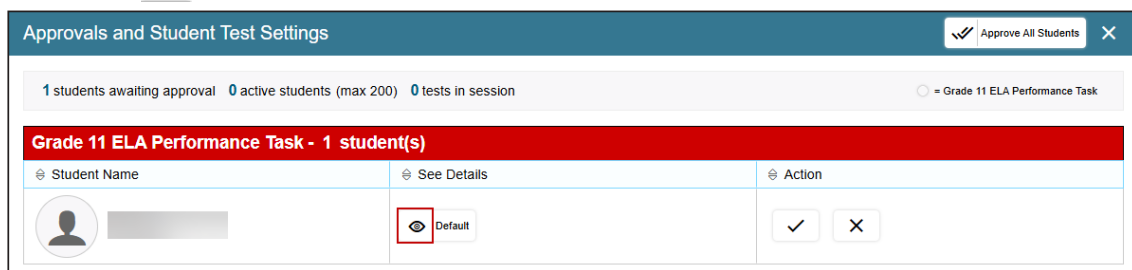 Approvals and Student Test Settings
Approve All Students
1 students awaiting approval 0 active students (max 200) 0 tests in session
= Grade 11 ELA Performance Task
Grade 11 ELA Performance Task - 1 student(s)
Student Name
See Details
Action
Default